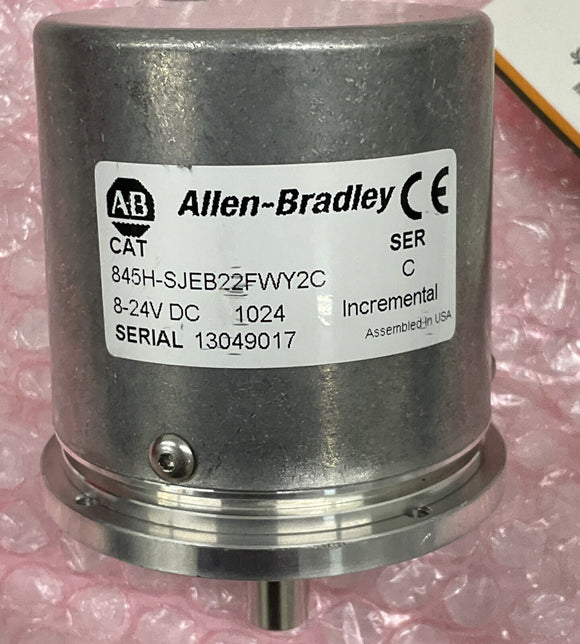 AB Allen-Bradley CE
CAT SER
845H-SJEB22FWY2C C
8-24V DC 1024 Incremental
SERIAL 13049017 Assembled in USA